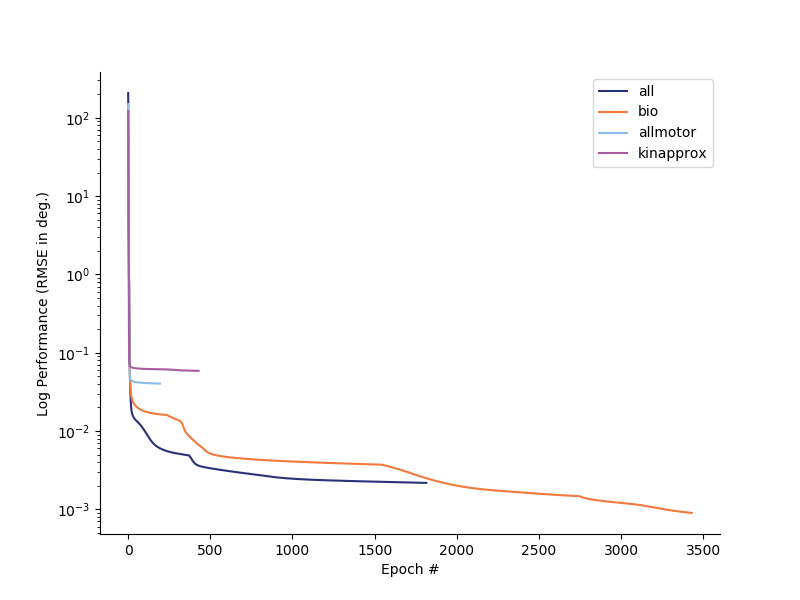 all
bio
allmotor
kinapprox
10²
10¹
10⁰
10⁻¹
10⁻²
10⁻³
Log Performance (RMSE in deg.)
0 500 1000 1500 2000 2500 3000 3500
Epoch #